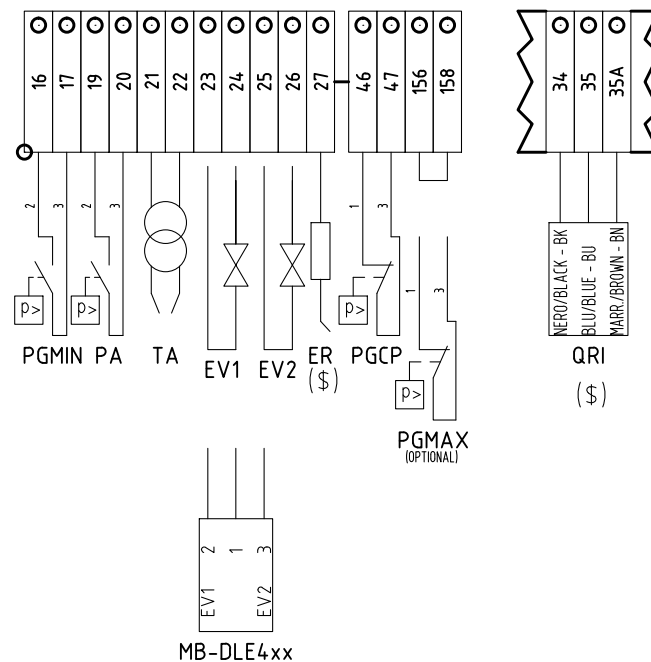 16 17 19 20 21 22 23 24 25 26 27 46 47 156 158 34 35 35A
2 3 2 3 1 3
1 3
NERO/BLACK - BK
BLU/BLUE - BU
MARR./BROWN - BN
p> p> p>
PGMIN PA TA EV1 EV2 ER PGCP QRI
($) ($)
p>
PGMAX
(OPTIONAL)
2 1 3
EV1 EV2
MB-DLE4xx